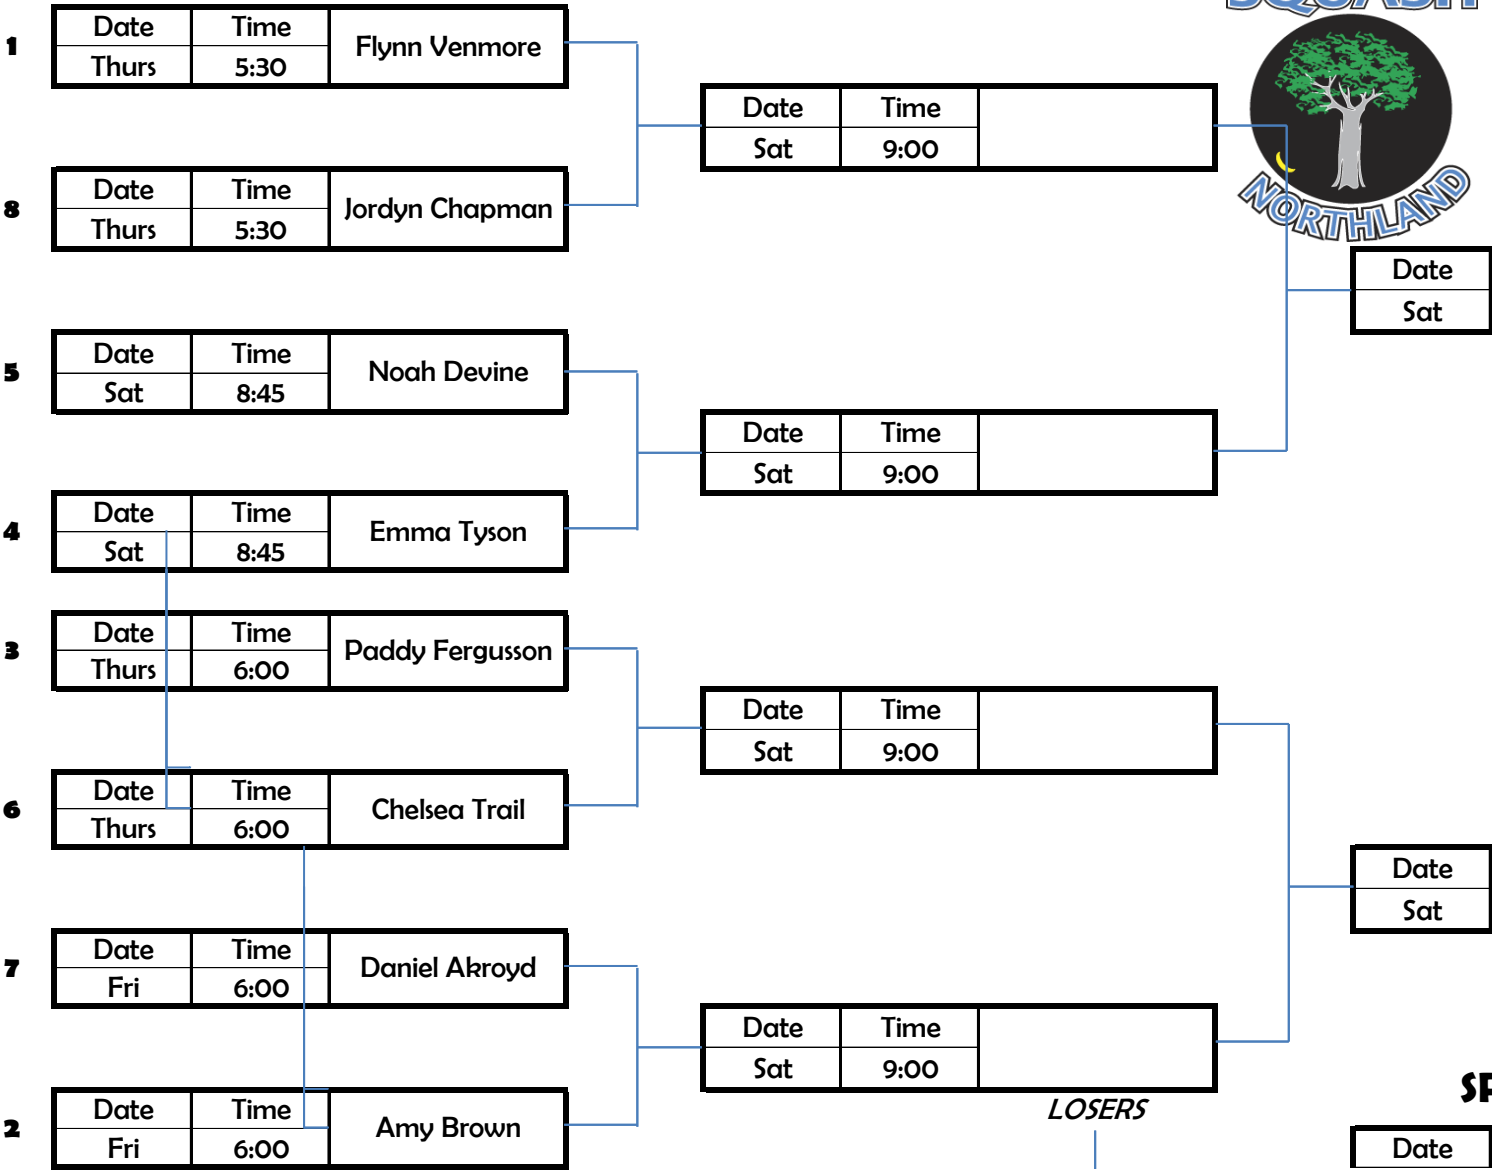 SQUASH
NORTHLAND
1
Date Time Flynn Venmore
Thurs 5:30
Date Time
Sat 9:00
8
Date Time Jordyn Chapman
Thurs 5:30
Date
Sat
5
Date Time Noah Devine
Sat 8:45
Date Time
Sat 9:00
4
Date Time Emma Tyson
Sat 8:45
3
Date Time Paddy Fergusson
Thurs 6:00
Date Time
Sat 9:00
6
Date Time Chelsea Trail
Thurs 6:00
Date
Sat
7
Date Time Daniel Akroyd
Fri 6:00
Date Time
Sat 9:00
LOSERS
2
Date Time Amy Brown
Fri 6:00
Date